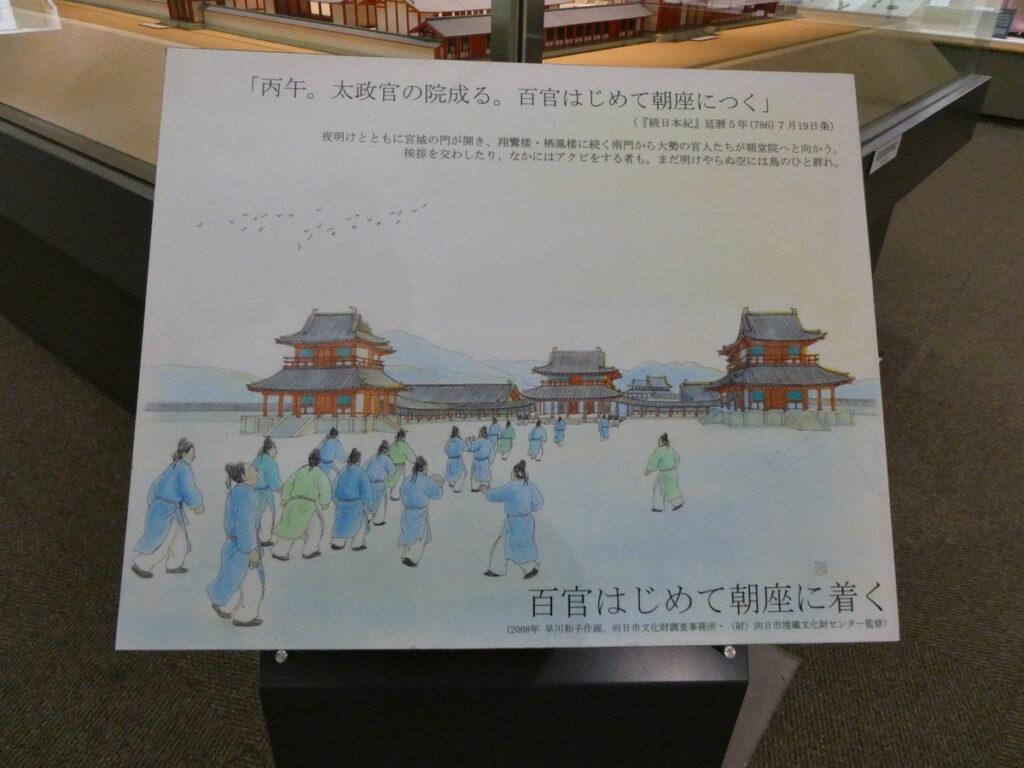 「丙午。太政官の院成る。百官はじめて朝座につく」
(『続日本紀』延暦5年(786)7月19日条)
夜明けとともに宮城の門が開き、翔鸞楼・栖鳳楼に続く南門から大勢の官人たちが朝堂院へと向かう。
挨拶を交わしたり、なかにはアクビをする者も。まだ明けやらぬ空には鳥のひと群れ。
百官はじめて朝座に着く
(2008年 早川和子作画、向日市文化財調査事務所・(財)向日市埋蔵文化財センター監修)